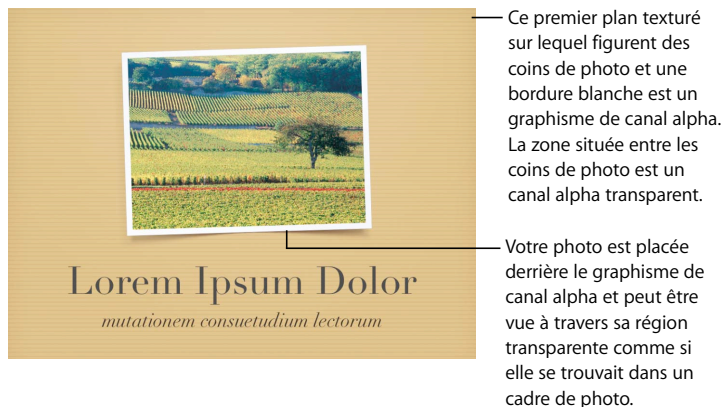 Ce premier plan texturé
sur lequel figurent des
coins de photo et une
bordure blanche est un
graphisme de canal alpha.
La zone située entre les
coins de photo est un
canal alpha transparent.
Votre photo est placée
derrière le graphisme de
canal alpha et peut être
vue à travers sa région
transparente comme si
elle se trouvait dans un
cadre de photo.
Lorem Ipsum Dolor
mutationem consuetudium lectorum